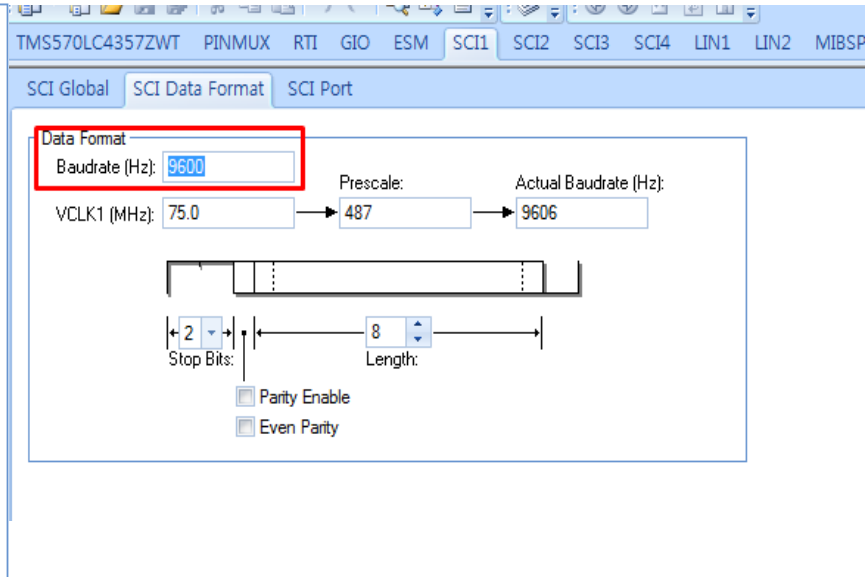 TMS570LC4357ZWT PINMUX RTI GIO ESM SCI1 SCI2 SCI3 SCI4 LIN1 LIN2 MIBSP
SCI Global SCI Data Format SCI Port
Data Format
Baudrate (Hz): 9600
Prescale: Actual Baudrate (Hz):
VCLK1 (MHz): 75.0 487 9606
2 8
Stop Bits: Length:
Parity Enable
Even Parity